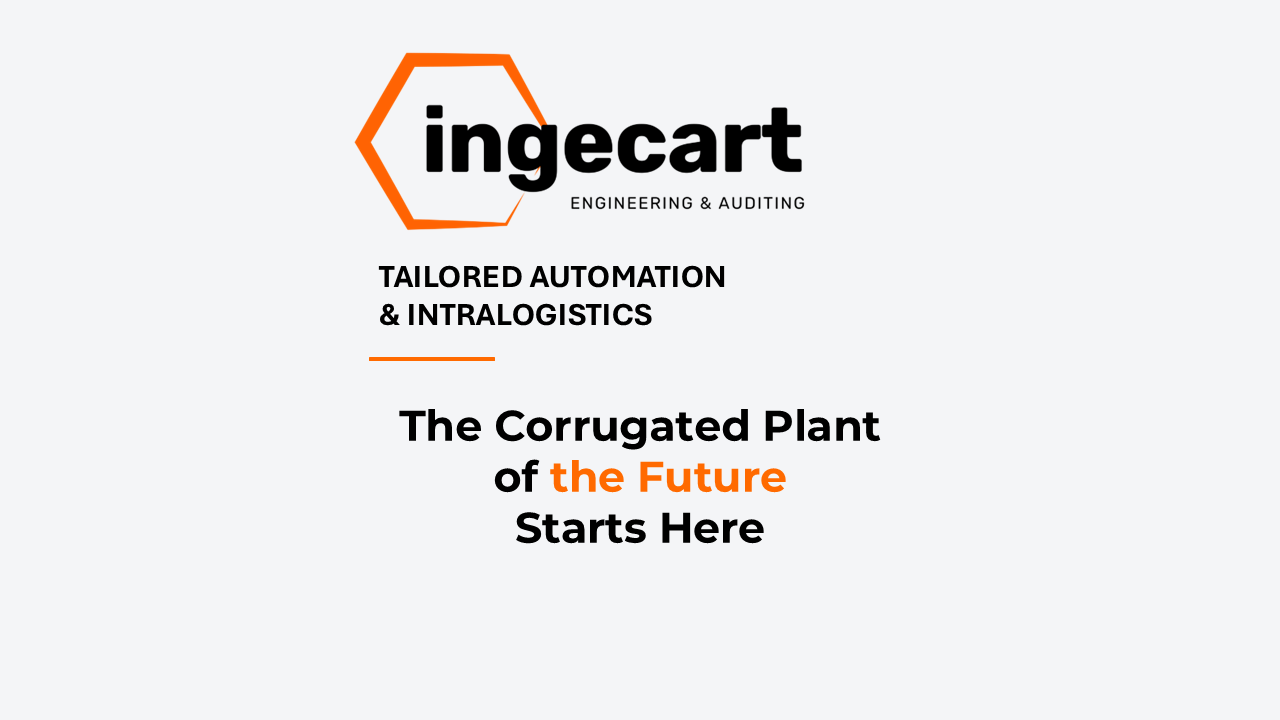 ingecart
ENGINEERING & AUDITING
TAILORED AUTOMATION
& INTRALOGISTICS
The Corrugated Plant
of the Future
Starts Here